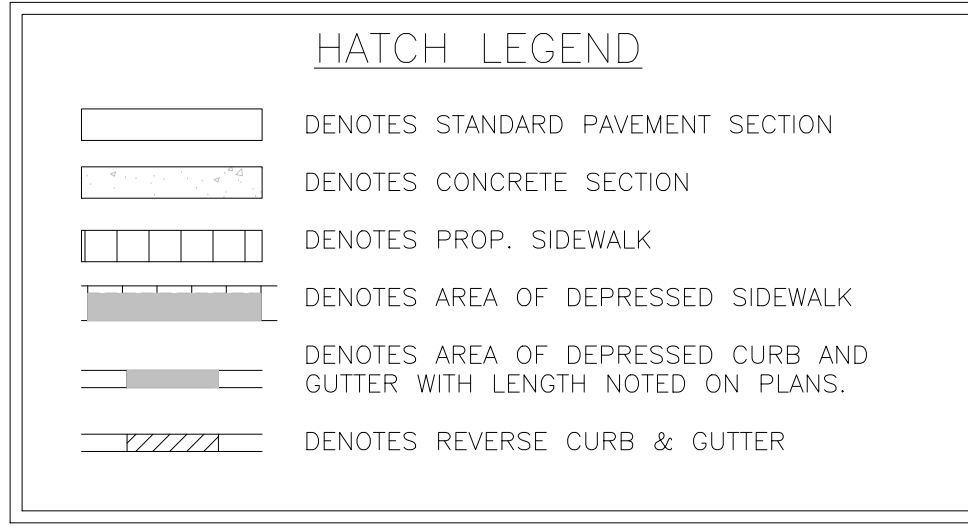 HATCH LEGEND
DENOTES STANDARD PAVEMENT SECTION
DENOTES CONCRETE SECTION
DENOTES PROP. SIDEWALK
DENOTES AREA OF DEPRESSED SIDEWALK
DENOTES AREA OF DEPRESSED CURB AND
GUTTER WITH LENGTH NOTED ON PLANS.
DENOTES REVERSE CURB & GUTTER